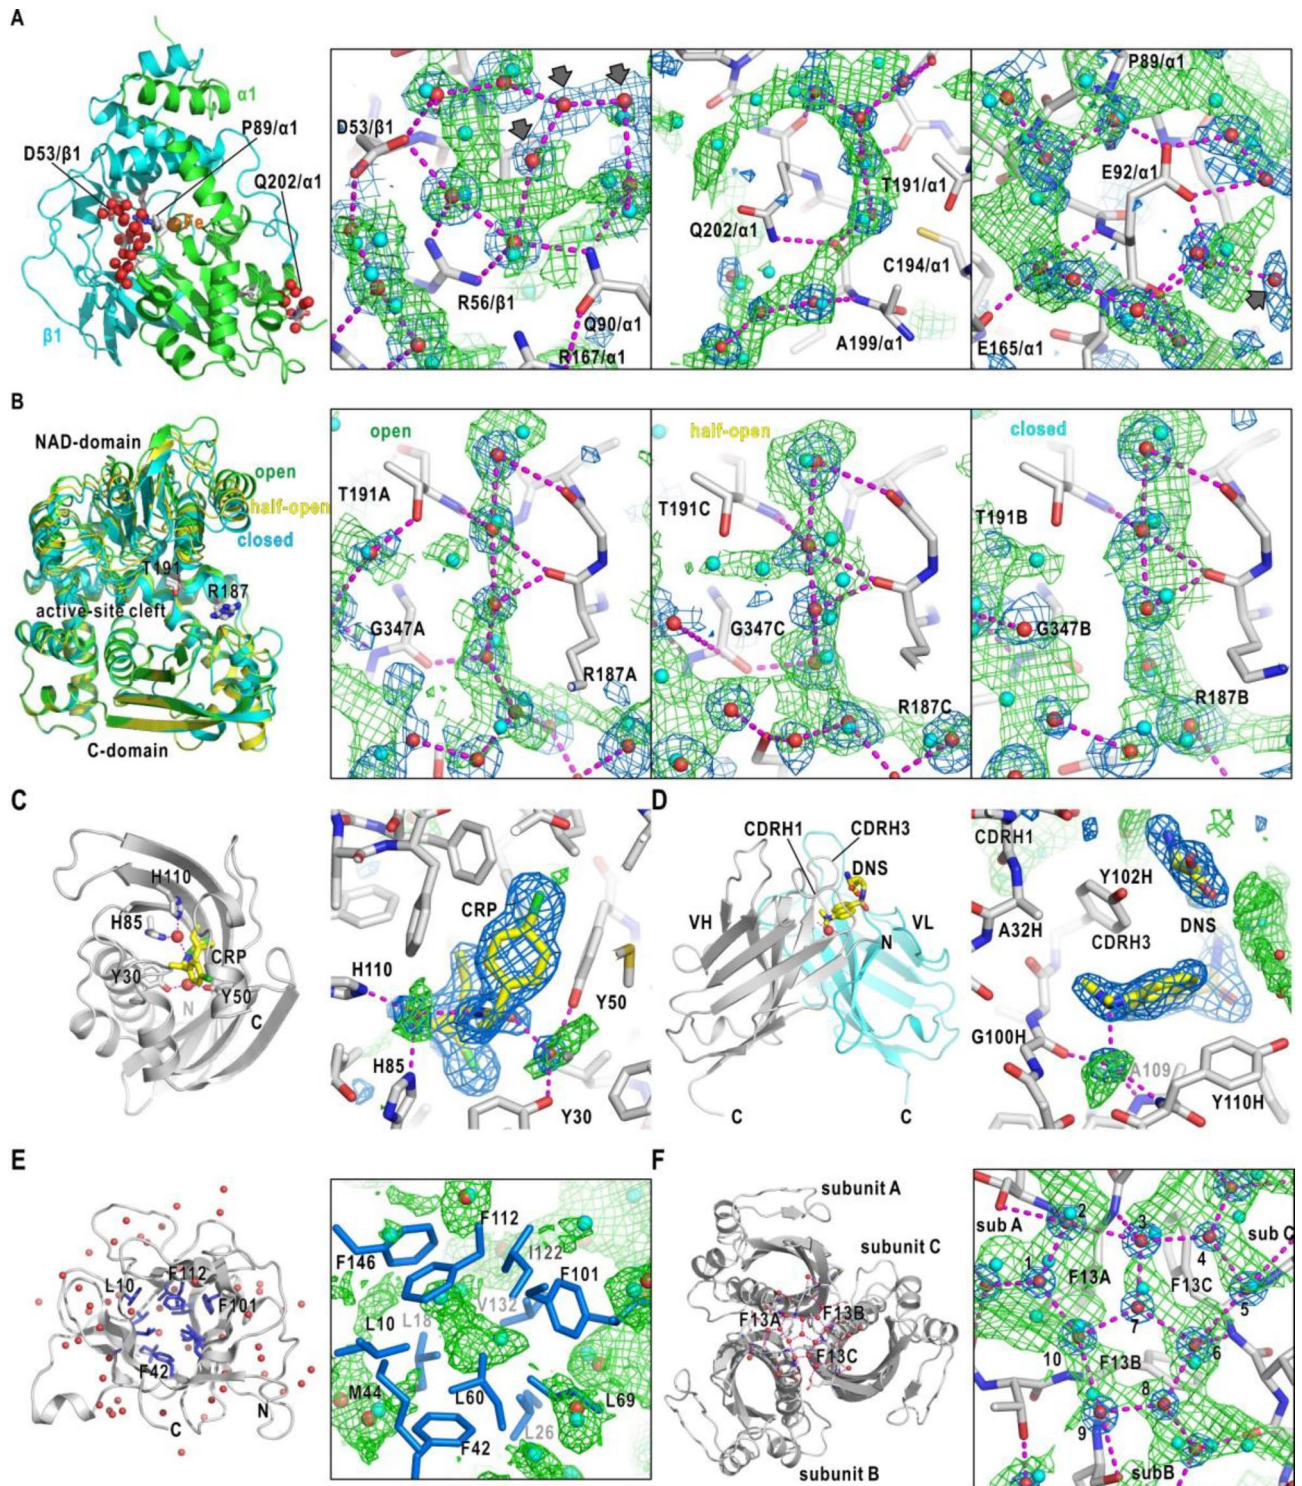 A
α1
P89/α1
D53/β1
Q202/α1
Fe
β1
D53/β1
R56/β1
Q90/α1
R167/α1
T191/α1
Q202/α1
C194/α1
A199/α1
P89/α1
E92/α1
E165/α1
B
NAD-domain
open
half-open
closed
T191
R187
active-site cleft
C-domain
open
T191A
G347A
R187A
half-open
T191C
G347C
R187C
closed
T191B
G347B
R187B
C
H110
H85
CRP
Y30
Y50
N
C
CRP
H110
Y50
H85
Y30
D
CDRH1
CDRH3
DNS
VH
VL
N
C
C
CDRH1
Y102H
A32H
DNS
CDRH3
G100H
A109
Y110H
E
L10
F112
F101
F42
N
C
F112
F146
I122
F101
V132
L10
L18
M44
L60
L69
L26
F42
F
subunit A
subunit C
F13A
F13B
F13C
subunit B
2
3
sub A
sub C
4
1
F13A
F13C
5
7
6
10
F13B
8
9
subB